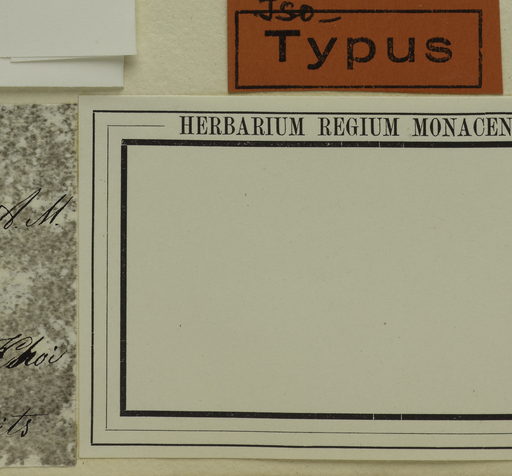 Iso-
Typus
HERBARIUM REGIUM MONACEN
A. M.